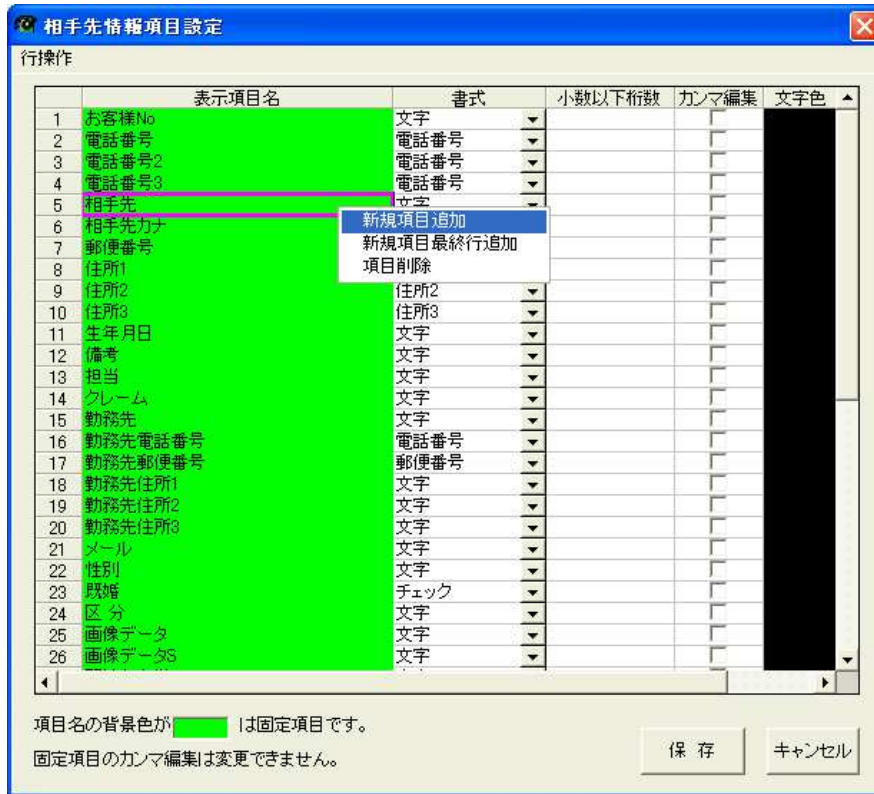 相手先情報項目設定
行操作
表示項目名 書式 小数以下桁数 カンマ編集 文字色
1 お客様No 文字
2 電話番号 電話番号
3 電話番号2 電話番号
4 電話番号3 電話番号
5 相手先 文字
6 相手先カナ 新規項目追加
7 郵便番号 新規項目最終行追加
8 住所1 項目削除
9 住所2 住所2
10 住所3 住所3
11 生年月日 文字
12 備考 文字
13 担当 文字
14 クレーム 文字
15 勤務先 文字
16 勤務先電話番号 電話番号
17 勤務先郵便番号 郵便番号
18 勤務先住所1 文字
19 勤務先住所2 文字
20 勤務先住所3 文字
21 メール 文字
22 性別 文字
23 既婚 チェック
24 区 分 文字
25 画像データ 文字
26 画像データS 文字
項目名の背景色が は固定項目です。
固定項目のカンマ編集は変更できません。
保 存 キャンセル